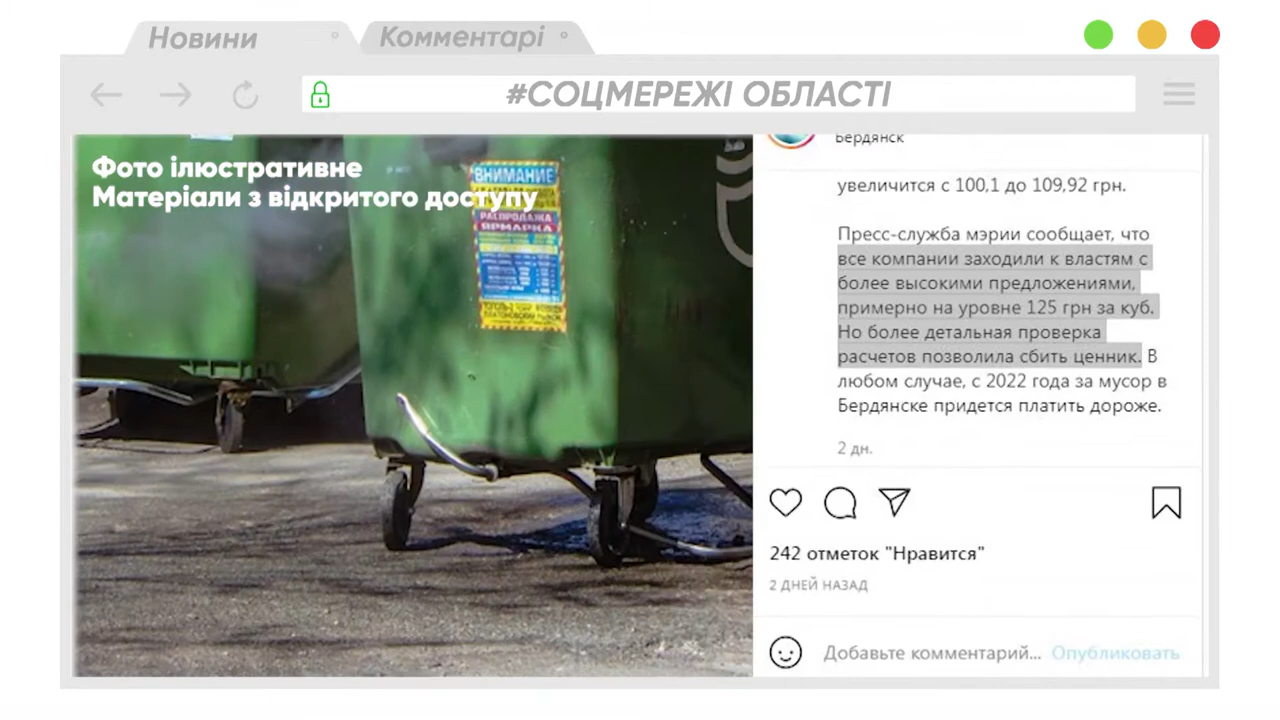 Новини
Комментарі
#СОЦМЕРЕЖІ ОБЛАСТІ
Фото ілюстративне
Матеріали з відкритого доступу
ВНИМАНИЕ
РАСПРОДАЖА
ЯРМАРКА
Бердянск
увеличится с 100,1 до 109,92 грн.
Пресс-служба мэрии сообщает, что
все компании заходили к властям с
более высокими предложениями,
примерно на уровне 125 грн за куб.
Но более детальная проверка
расчетов позволила сбить ценник. В
любом случае, с 2022 года за мусор в
Бердянске придется платить дороже.
2 дн.
242 отметок "Нравится"
2 ДНЕЙ НАЗАД
Добавьте комментарий... Опубликовать